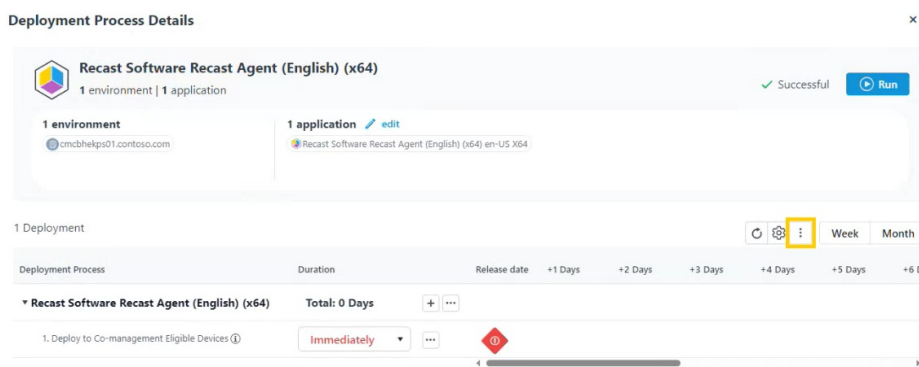 Deployment Process Details
Recast Software Recast Agent (English) (x64)
1 environment | 1 application
Successful
Run
1 environment
1 application edit
cmcbhekps01.contoso.com
Recast Software Recast Agent (English) (x64) en-US X64
1 Deployment
Week Month
Deployment Process Duration Release date +1 Days +2 Days +3 Days +4 Days +5 Days +6 D
Recast Software Recast Agent (English) (x64) Total: 0 Days
1. Deploy to Co-management Eligible Devices Immediately